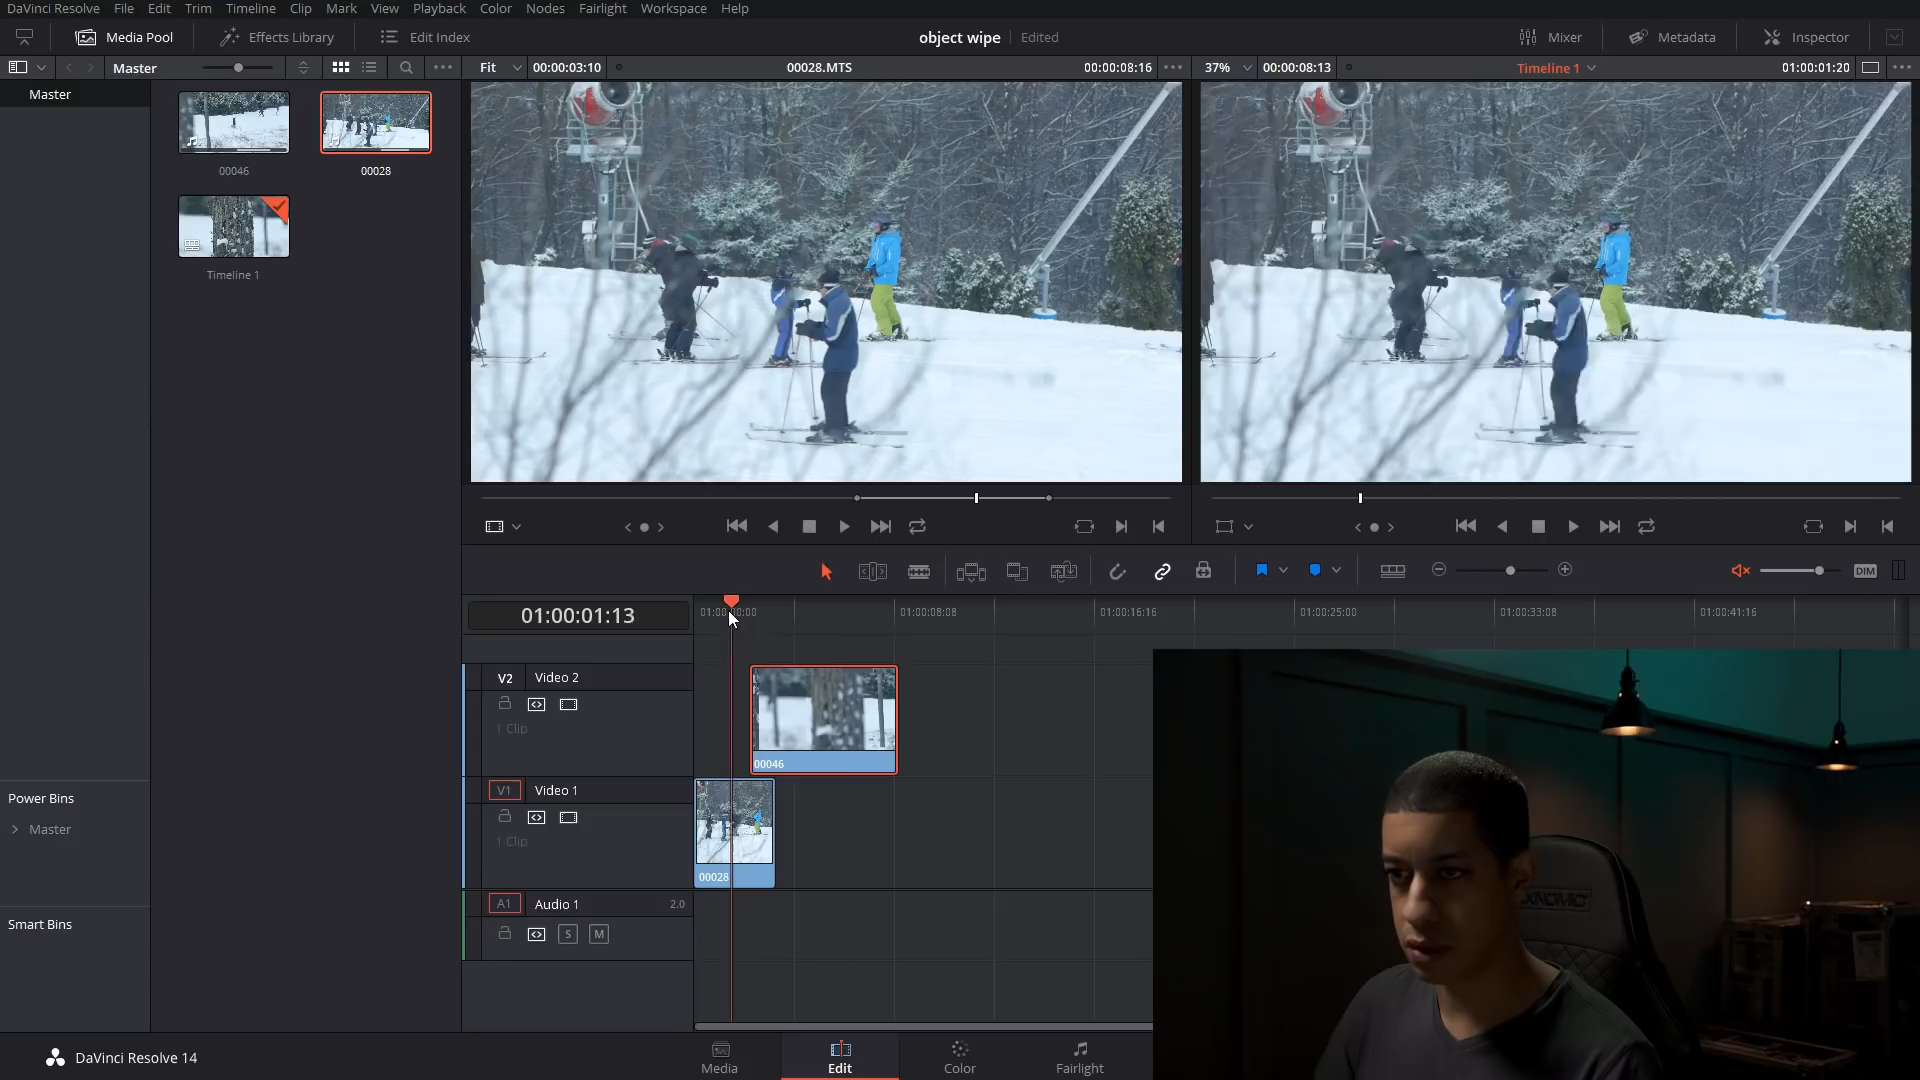 DaVinci Resolve File Edit Trim Timeline Clip Mark View Playback Color Nodes Fairlight Workspace Help
Media Pool Effects Library Edit Index object wipe Edited Mixer Metadata Inspector
Master Fit 00:00:03:10 00028.MTS 00:00:08:16 37% 00:00:08:13 Timeline 1 01:00:01:20
Master
00046 00028
Timeline 1
DIM
01:00:01:13 01:00:00:00 01:00:08:08 01:00:16:16 01:00:25:00 01:00:33:08 01:00:41:16
V2 Video 2
1 Clip
00046
V1 Video 1
1 Clip
00028
A1 Audio 1 2.0
S M
Power Bins
Master
Smart Bins
DaVinci Resolve 14
Media Edit Color Fairlight